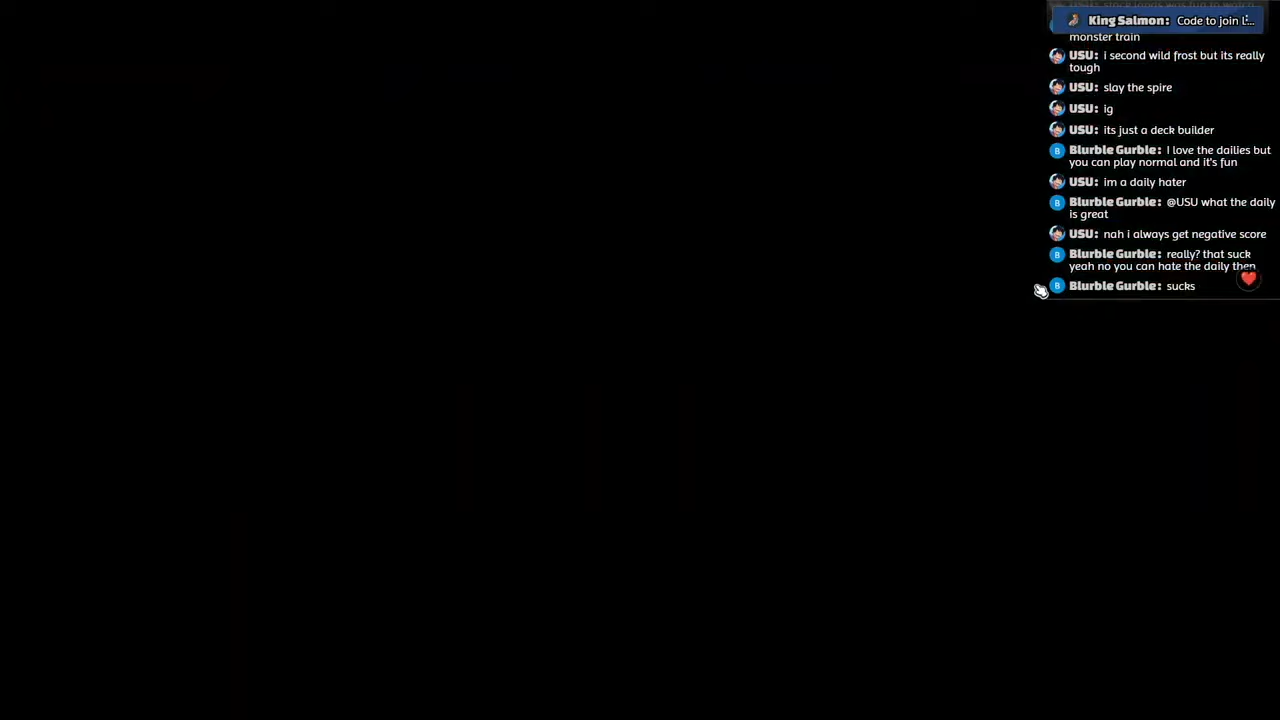 King Salmon: Code to join L...
monster train
USU: i second wild frost but its really
tough
USU: slay the spire
USU: ig
USU: its just a deck builder
Blurble Gurble: I love the dailies but
you can play normal and it's fun
USU: im a daily hater
Blurble Gurble: @USU what the daily
is great
USU: nah i always get negative score
Blurble Gurble: really? that suck
yeah no you can hate the daily then
Blurble Gurble: sucks